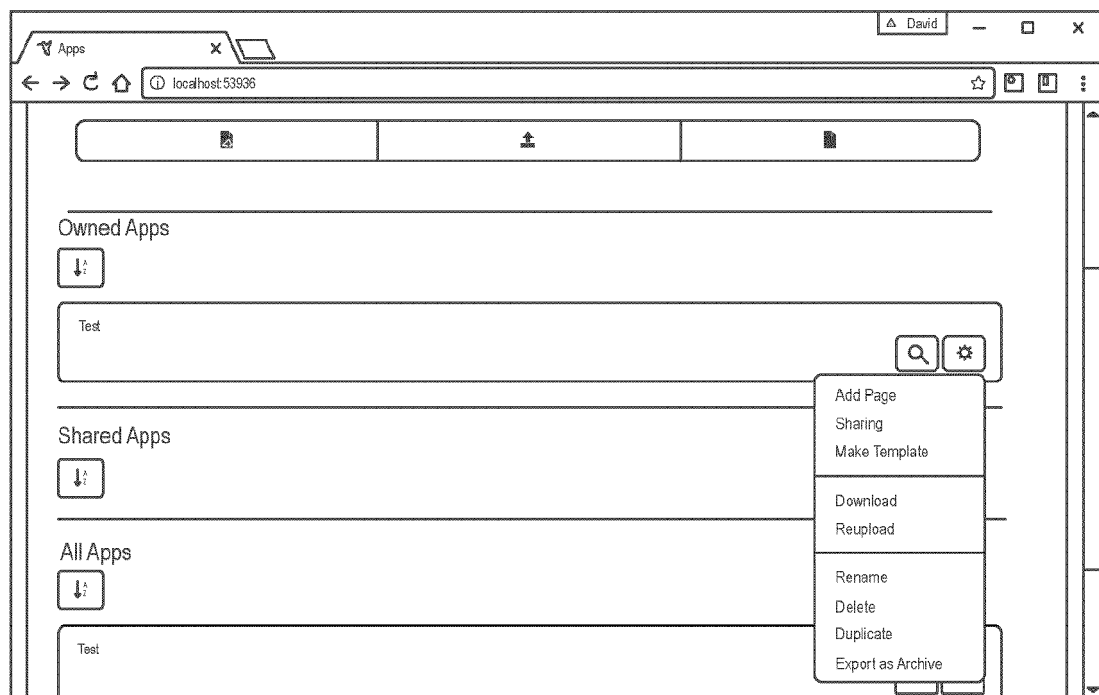 David
Apps
localhost:53936
Owned Apps
A
Z
Test
Add Page
Sharing
Make Template
Shared Apps
A
Z
Download
Reupload
All Apps
A
Z
Rename
Delete
Duplicate
Export as Archive
Test